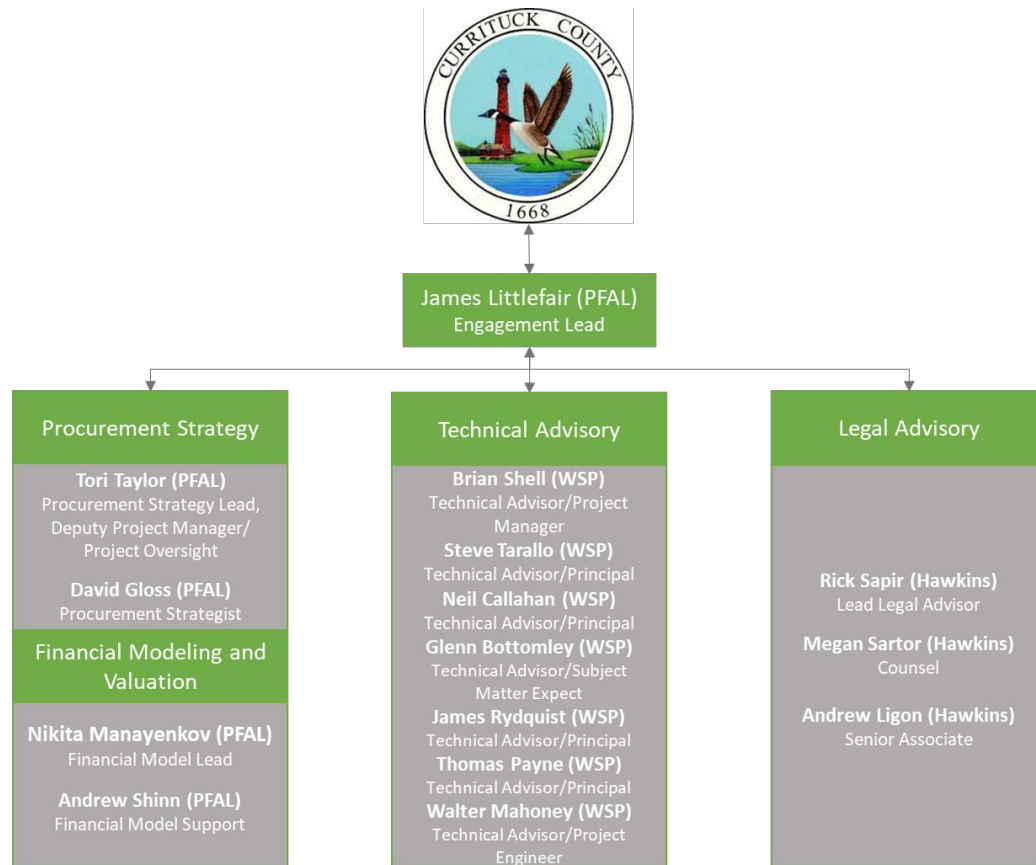 CURRITUCK COUNTY
1668
James Littlefair (PFAL)
Engagement Lead
Procurement Strategy
Tori Taylor (PFAL)
Procurement Strategy Lead,
Deputy Project Manager/
Project Oversight
David Gloss (PFAL)
Procurement Strategist
Financial Modeling and
Valuation
Nikita Manayenkov (PFAL)
Financial Model Lead
Andrew Shinn (PFAL)
Financial Model Support
Technical Advisory
Brian Shell (WSP)
Technical Advisor/Project
Manager
Steve Tarallo (WSP)
Technical Advisor/Principal
Neil Callahan (WSP)
Technical Advisor/Principal
Glenn Bottomley (WSP)
Technical Advisor/Subject
Matter Expect
James Rydquist (WSP)
Technical Advisor/Principal
Thomas Payne (WSP)
Technical Advisor/Principal
Walter Mahoney (WSP)
Technical Advisor/Project
Engineer
Legal Advisory
Rick Sapir (Hawkins)
Lead Legal Advisor
Megan Sartor (Hawkins)
Counsel
Andrew Ligon (Hawkins)
Senior Associate